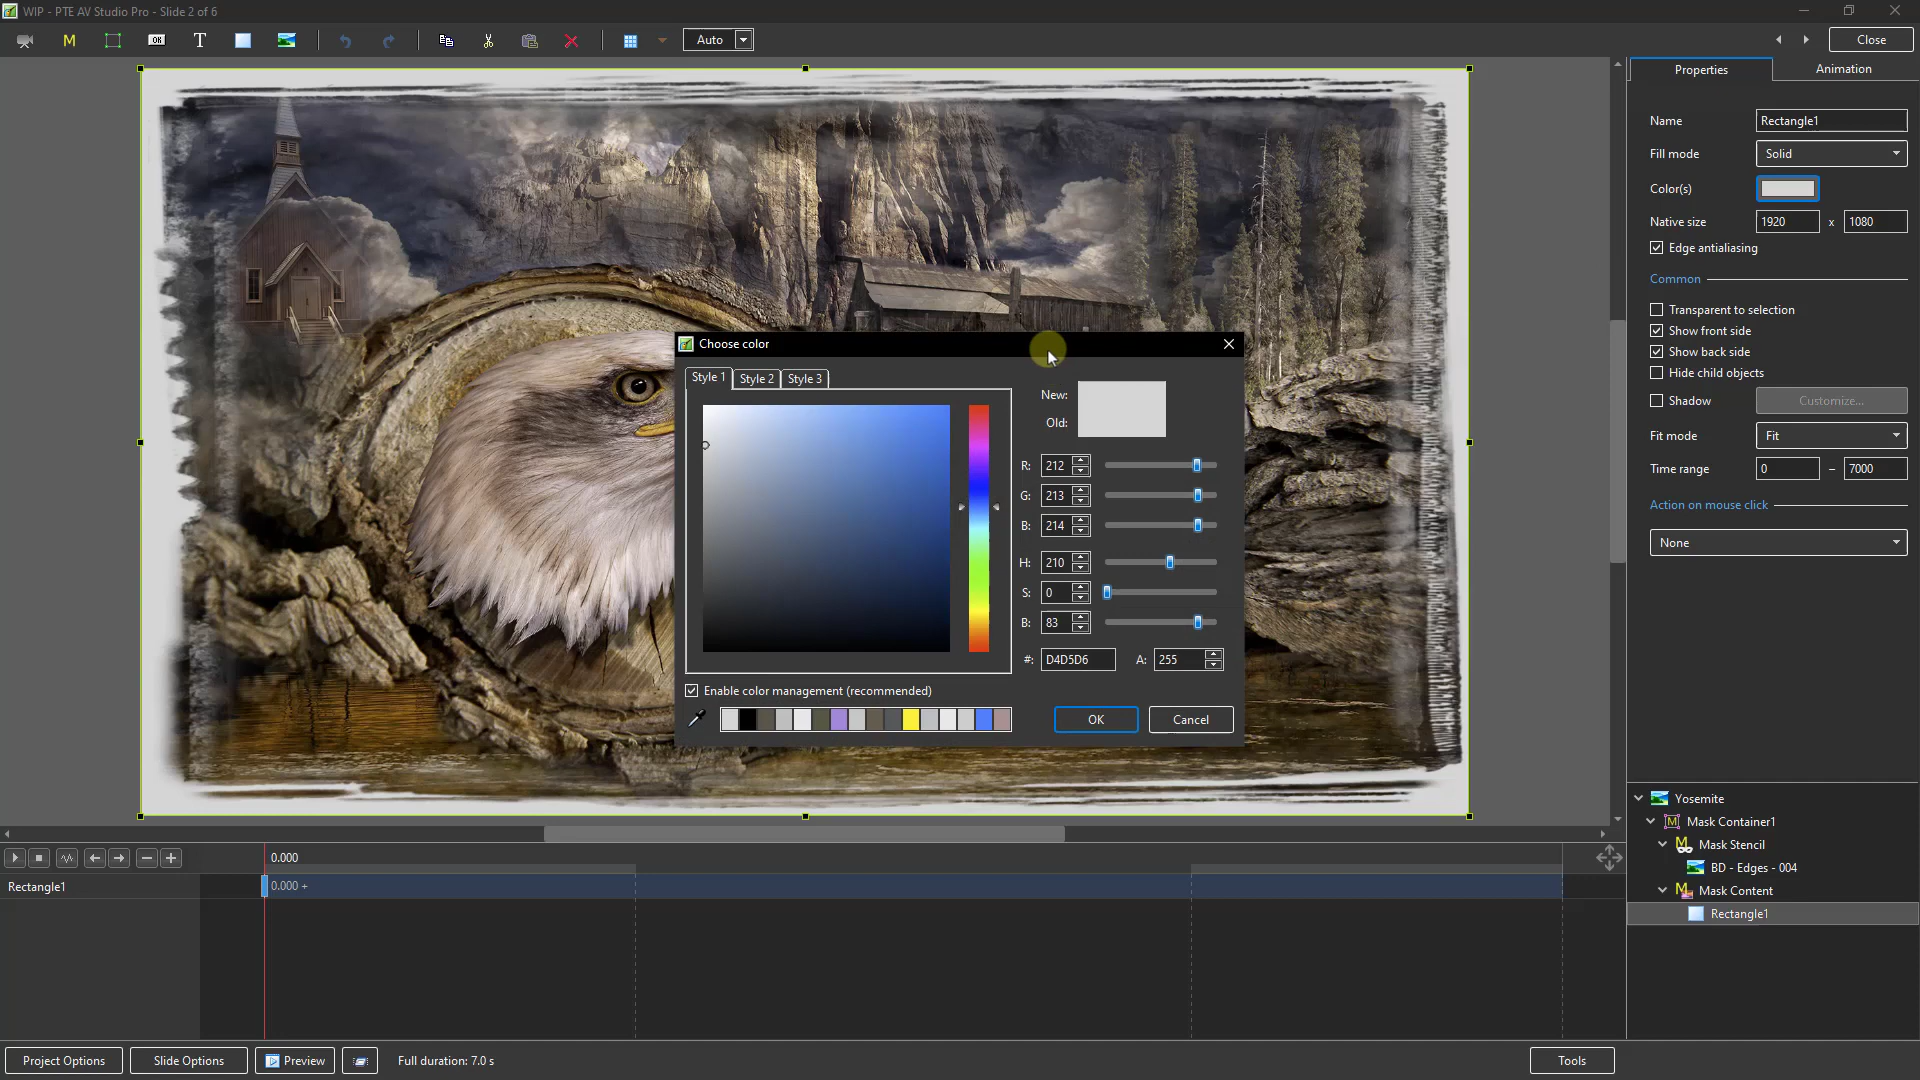 WIP - PTE AV Studio Pro - Slide 2 of 6
M
OK
T
Auto
Close
Properties
Animation
Name
Rectangle1
Fill mode
Solid
Color(s)
Native size
1920
x
1080
Edge antialiasing
Common
Transparent to selection
Show front side
Show back side
Hide child objects
Shadow
Customize...
Fit mode
Fit
Time range
0
–
7000
Action on mouse click
None
Choose color
Style 1
Style 2
Style 3
New:
Old:
R:
212
G:
213
B:
214
H:
210
S:
0
B:
83
#:
D4D5D6
A:
255
Enable color management (recommended)
OK
Cancel
Yosemite
M
Mask Container1
M
Mask Stencil
BD - Edges - 004
M
Mask Content
Rectangle1
0.000
Rectangle1
0.000 +
Project Options
Slide Options
Preview
Full duration: 7.0 s
Tools